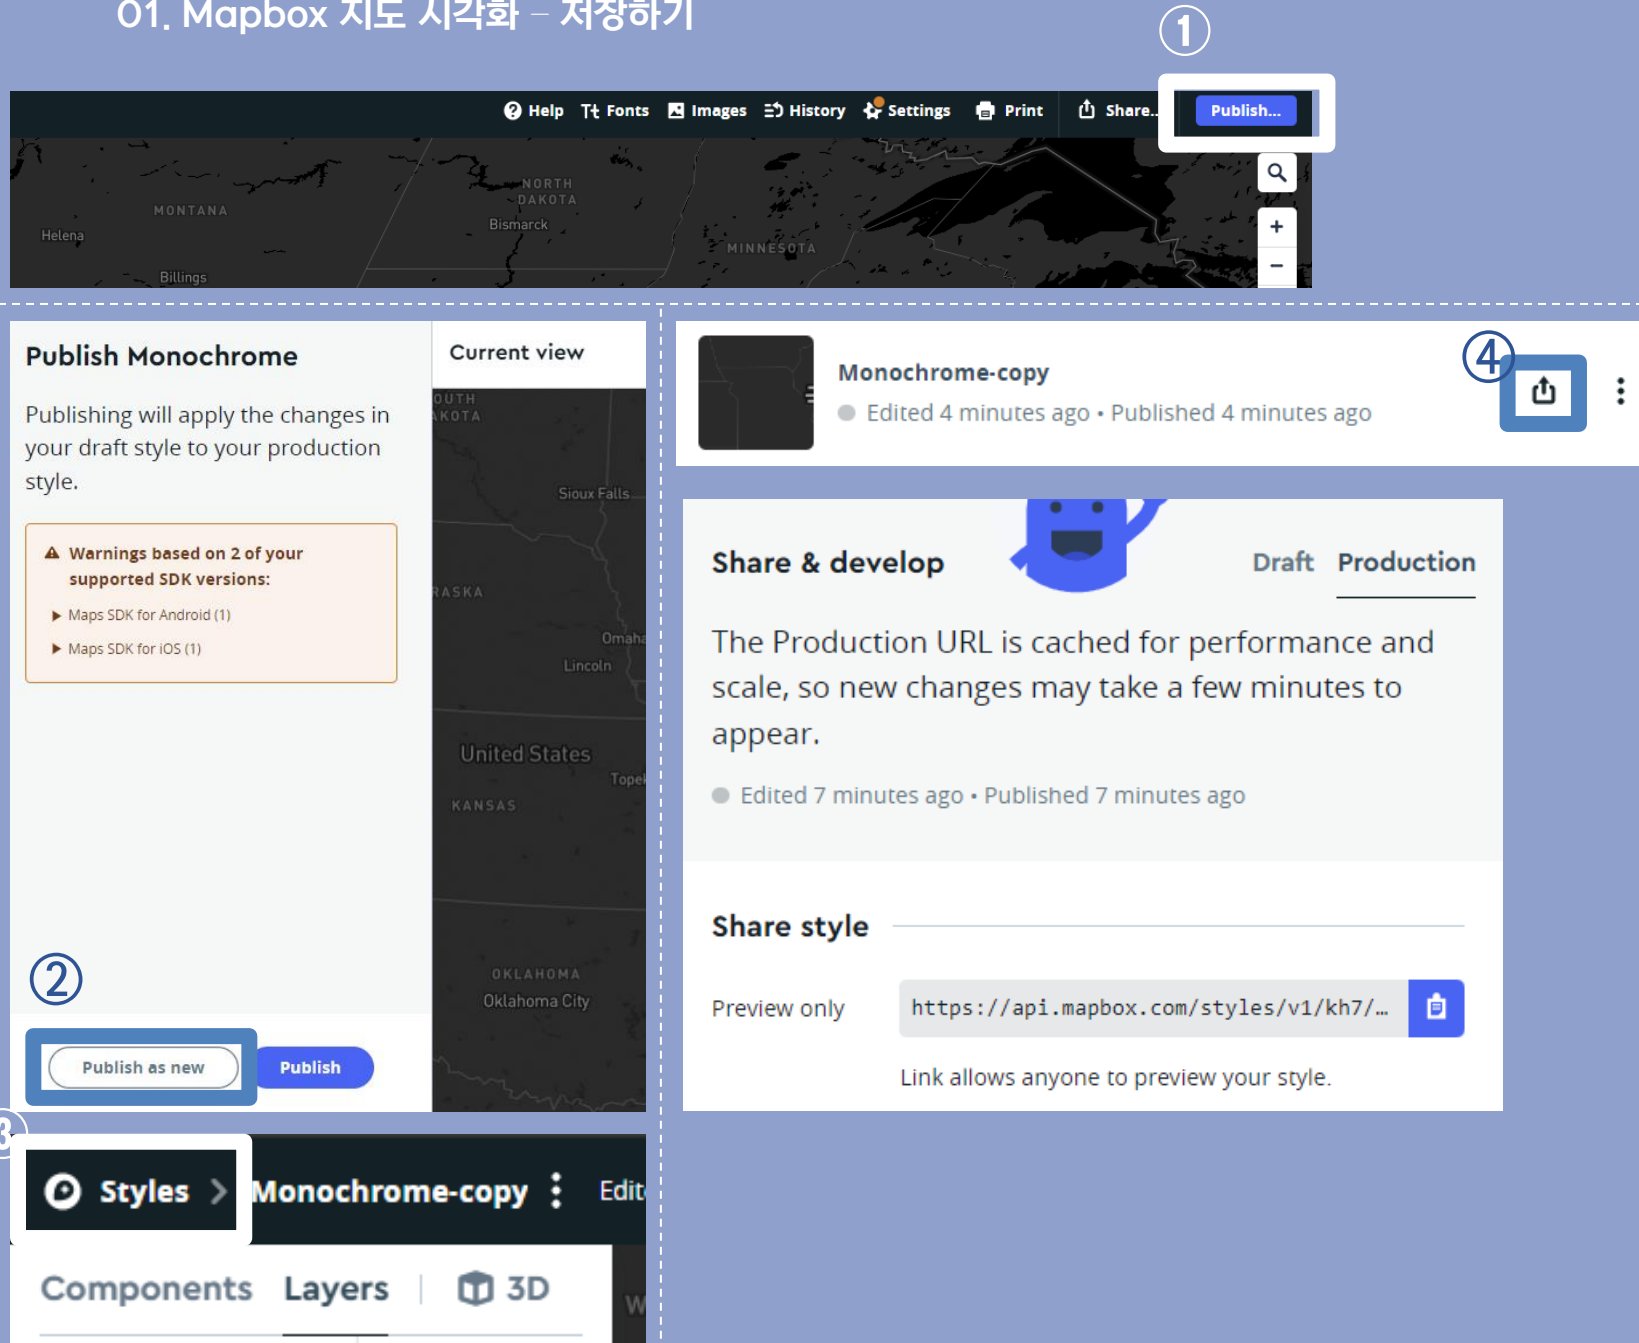 01. Mapbox 지도 시각화 – 저장하기
①
Help Tt Fonts Images History Settings Print Share... Publish...
NORTH
DAKOTA
MONTANA
Bismarck
Helena
MINNESOTA
Billings
Publish Monochrome
Publishing will apply the changes in
your draft style to your production
style.
Warnings based on 2 of your
supported SDK versions:
Maps SDK for Android (1)
Maps SDK for iOS (1)
②
Publish as new Publish
Current view
Sioux Falls
Omaha
Lincoln
United States
KANSAS
OKLAHOMA
Oklahoma City
③
Styles > Monochrome-copy
Components Layers 3D
④
Monochrome-copy
Edited 4 minutes ago • Published 4 minutes ago
Share & develop Draft Production
The Production URL is cached for performance and
scale, so new changes may take a few minutes to
appear.
Edited 7 minutes ago • Published 7 minutes ago
Share style
Preview only https://api.mapbox.com/styles/v1/kh7/…
Link allows anyone to preview your style.